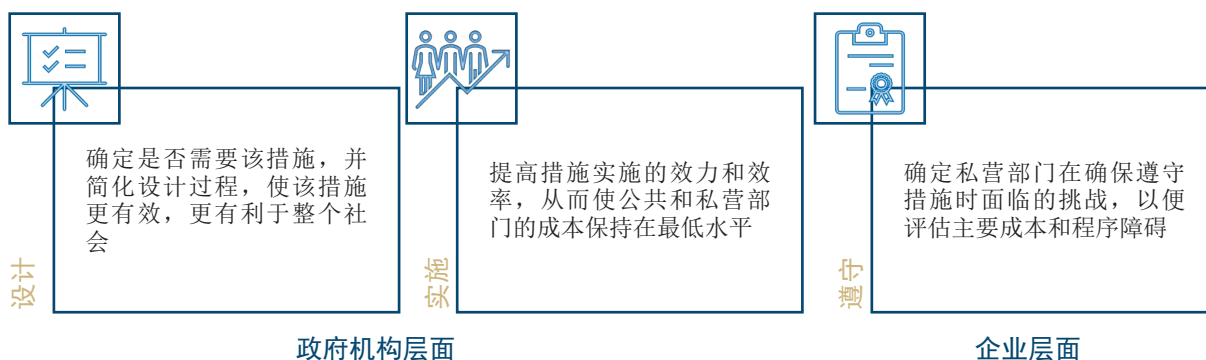 确定是否需要该措施，并
简化设计过程，使该措施
更有效，更有利于整个社
会
设计
提高措施实施的效力和效
率，从而使公共和私营部
门的成本保持在最低水平
实施
确定私营部门在确保遵守
措施时面临的挑战，以便
评估主要成本和程序障碍
遵守
政府机构层面
企业层面